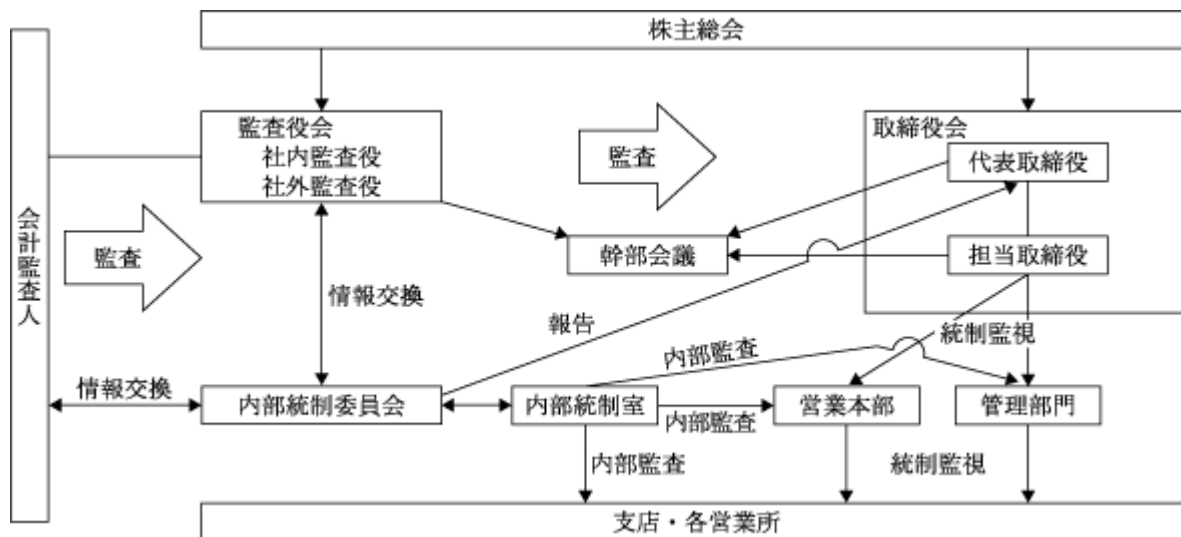 株主総会
監査役会
社内監査役
社外監査役
監査
取締役会
代表取締役
会計監査人
監査
幹部会議
担当取締役
情報交換
報告
統制監視
内部監査
情報交換
内部統制委員会
内部統制室
内部監査
営業本部
管理部門
内部監査
統制監視
支店・各営業所